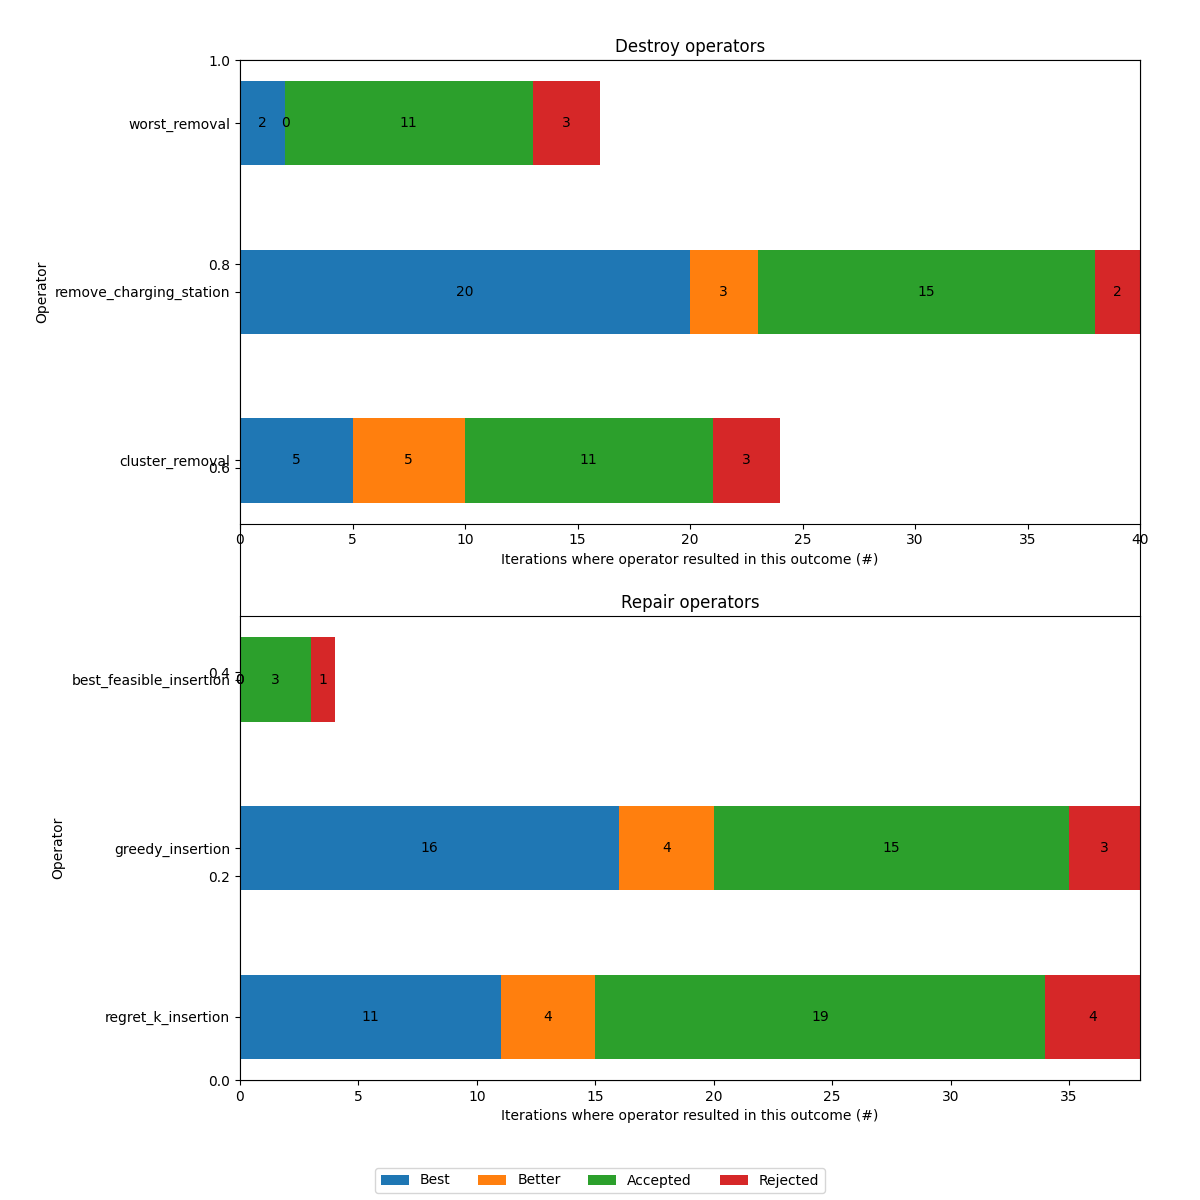 Destroy operators
1.0
worst_removal 2 0 11 3
0.8
Operator
remove_charging_station 20 3 15 2
cluster_removal 5 5 11 3
0.6
0 5 10 15 20 25 30 35 40
Iterations where operator resulted in this outcome (#)
Repair operators
0.4
best_feasible_insertion 0 0 3 1
greedy_insertion 16 4 15 3
Operator
0.2
regret_k_insertion 11 4 19 4
0.0
0 5 10 15 20 25 30 35
Iterations where operator resulted in this outcome (#)
Best Better Accepted Rejected